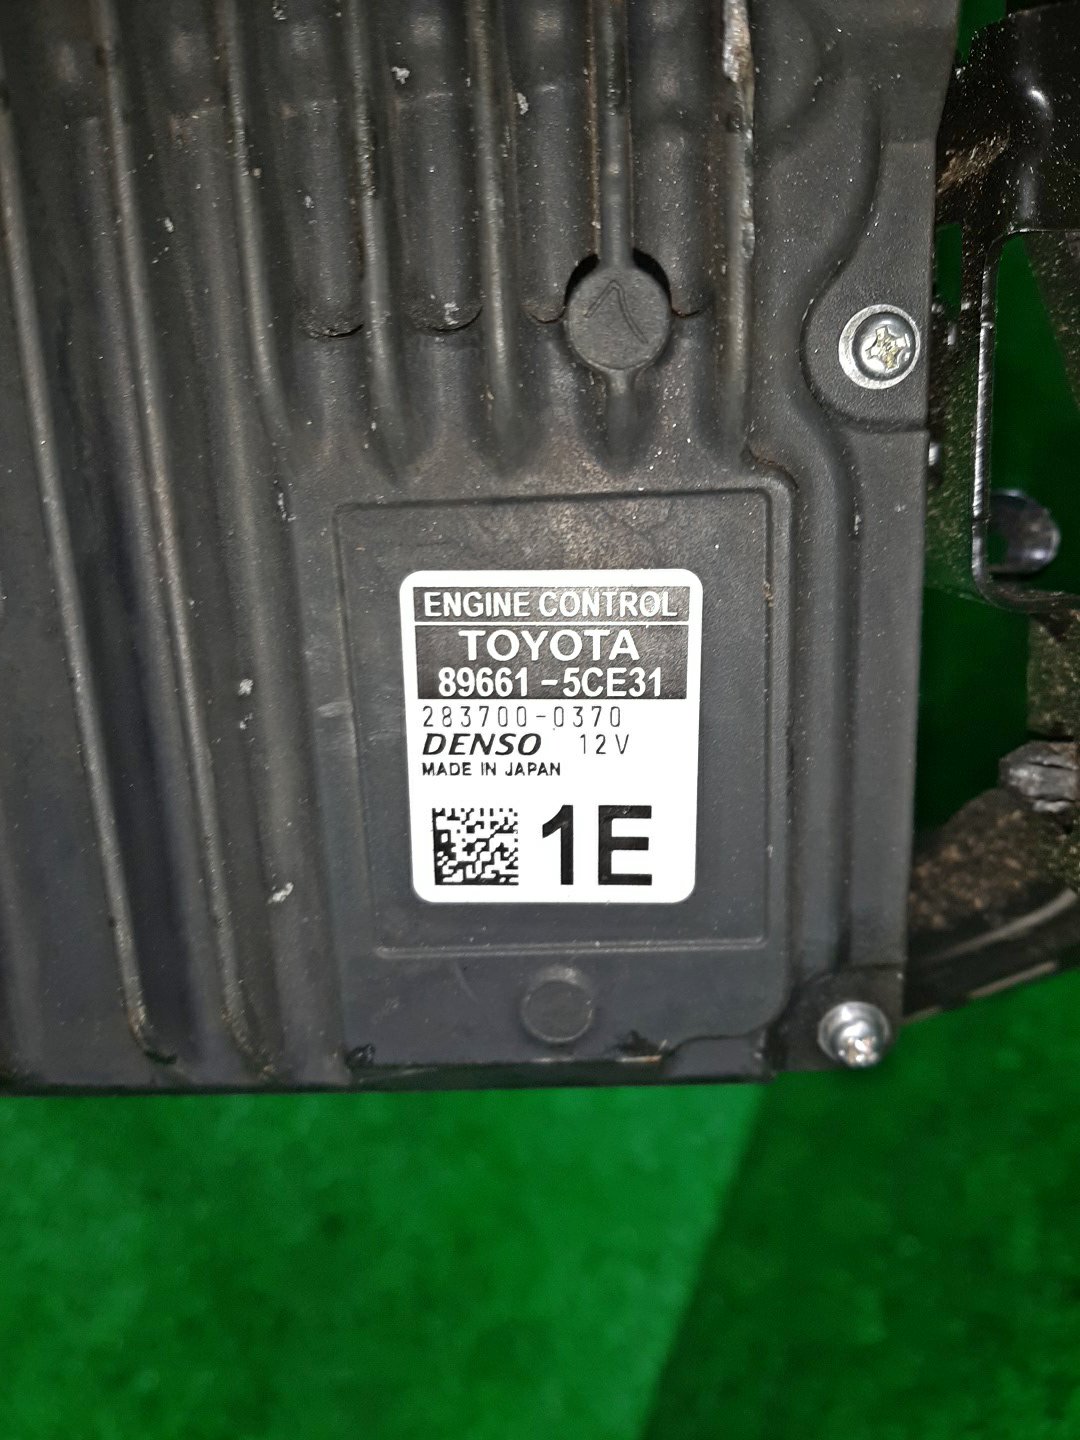 ENGINE CONTROL
TOYOTA
89661-5CE31
283700-0370
DENSO 12V
MADE IN JAPAN
1E